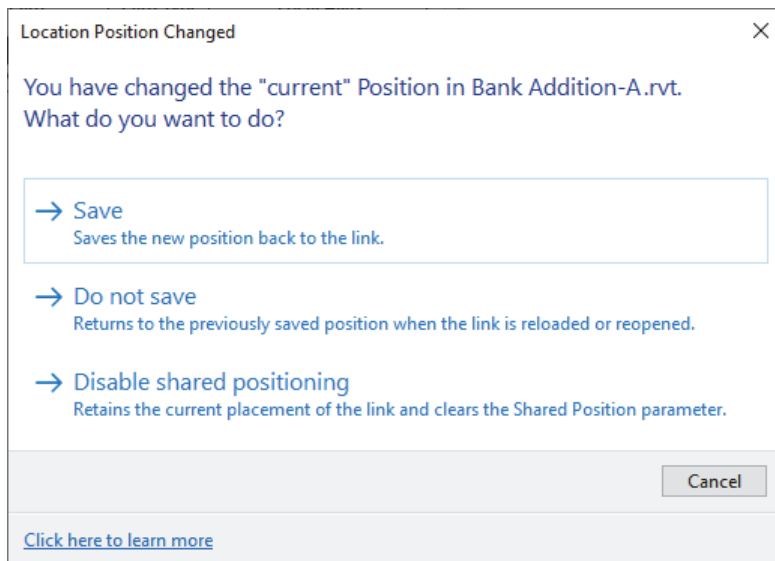 Location Position Changed
You have changed the "current" Position in Bank Addition-A.rvt.
What do you want to do?
Save
Saves the new position back to the link.
Do not save
Returns to the previously saved position when the link is reloaded or reopened.
Disable shared positioning
Retains the current placement of the link and clears the Shared Position parameter.
Cancel
Click here to learn more